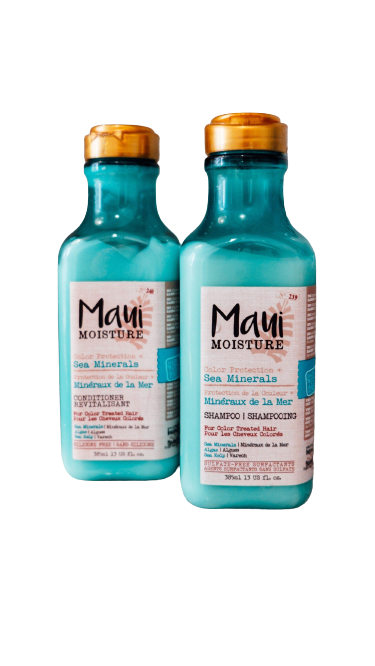 Maui
MOISTURE
Color Protection +
Sea Minerals
Protection de la Couleur +
Minéraux de la Mer
CONDITIONER
REVITALISANT
For Color Treated Hair
Pour les Cheveux Colorés
Sea Minerals | Minéraux de la Mer
Algae | Algues
Sea Kelp | Varech
SILICONE FREE | SANS SILICONE
385ml 13 US fl. oz.
Maui
MOISTURE
Color Protection +
Sea Minerals
Protection de la Couleur +
Minéraux de la Mer
SHAMPOO | SHAMPOOING
For Color Treated Hair
Pour les Cheveux Colorés
Sea Minerals | Minéraux de la Mer
Algae | Algues
Sea Kelp | Varech
SULFATE-FREE SURFACTANTS
AGENTS SURFACTANTS SANS SULFATE
385ml 13 US fl. oz.